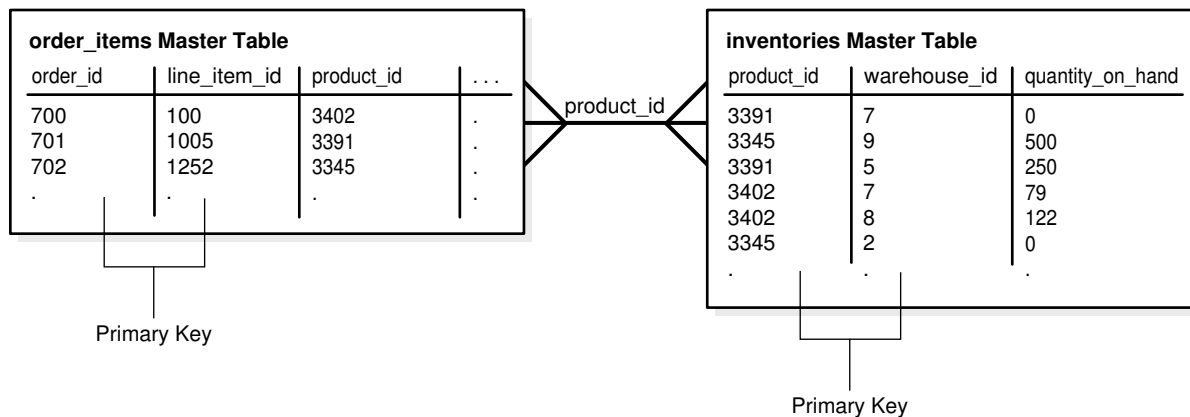 order_items Master Table
order_id line_item_id product_id . . .
700 100 3402 .
701 1005 3391 .
702 1252 3345 .
. . . .
Primary Key
product_id
inventories Master Table
product_id warehouse_id quantity_on_hand
3391 7 0
3345 9 500
3391 5 250
3402 7 79
3402 8 122
3345 2 0
. . .
Primary Key